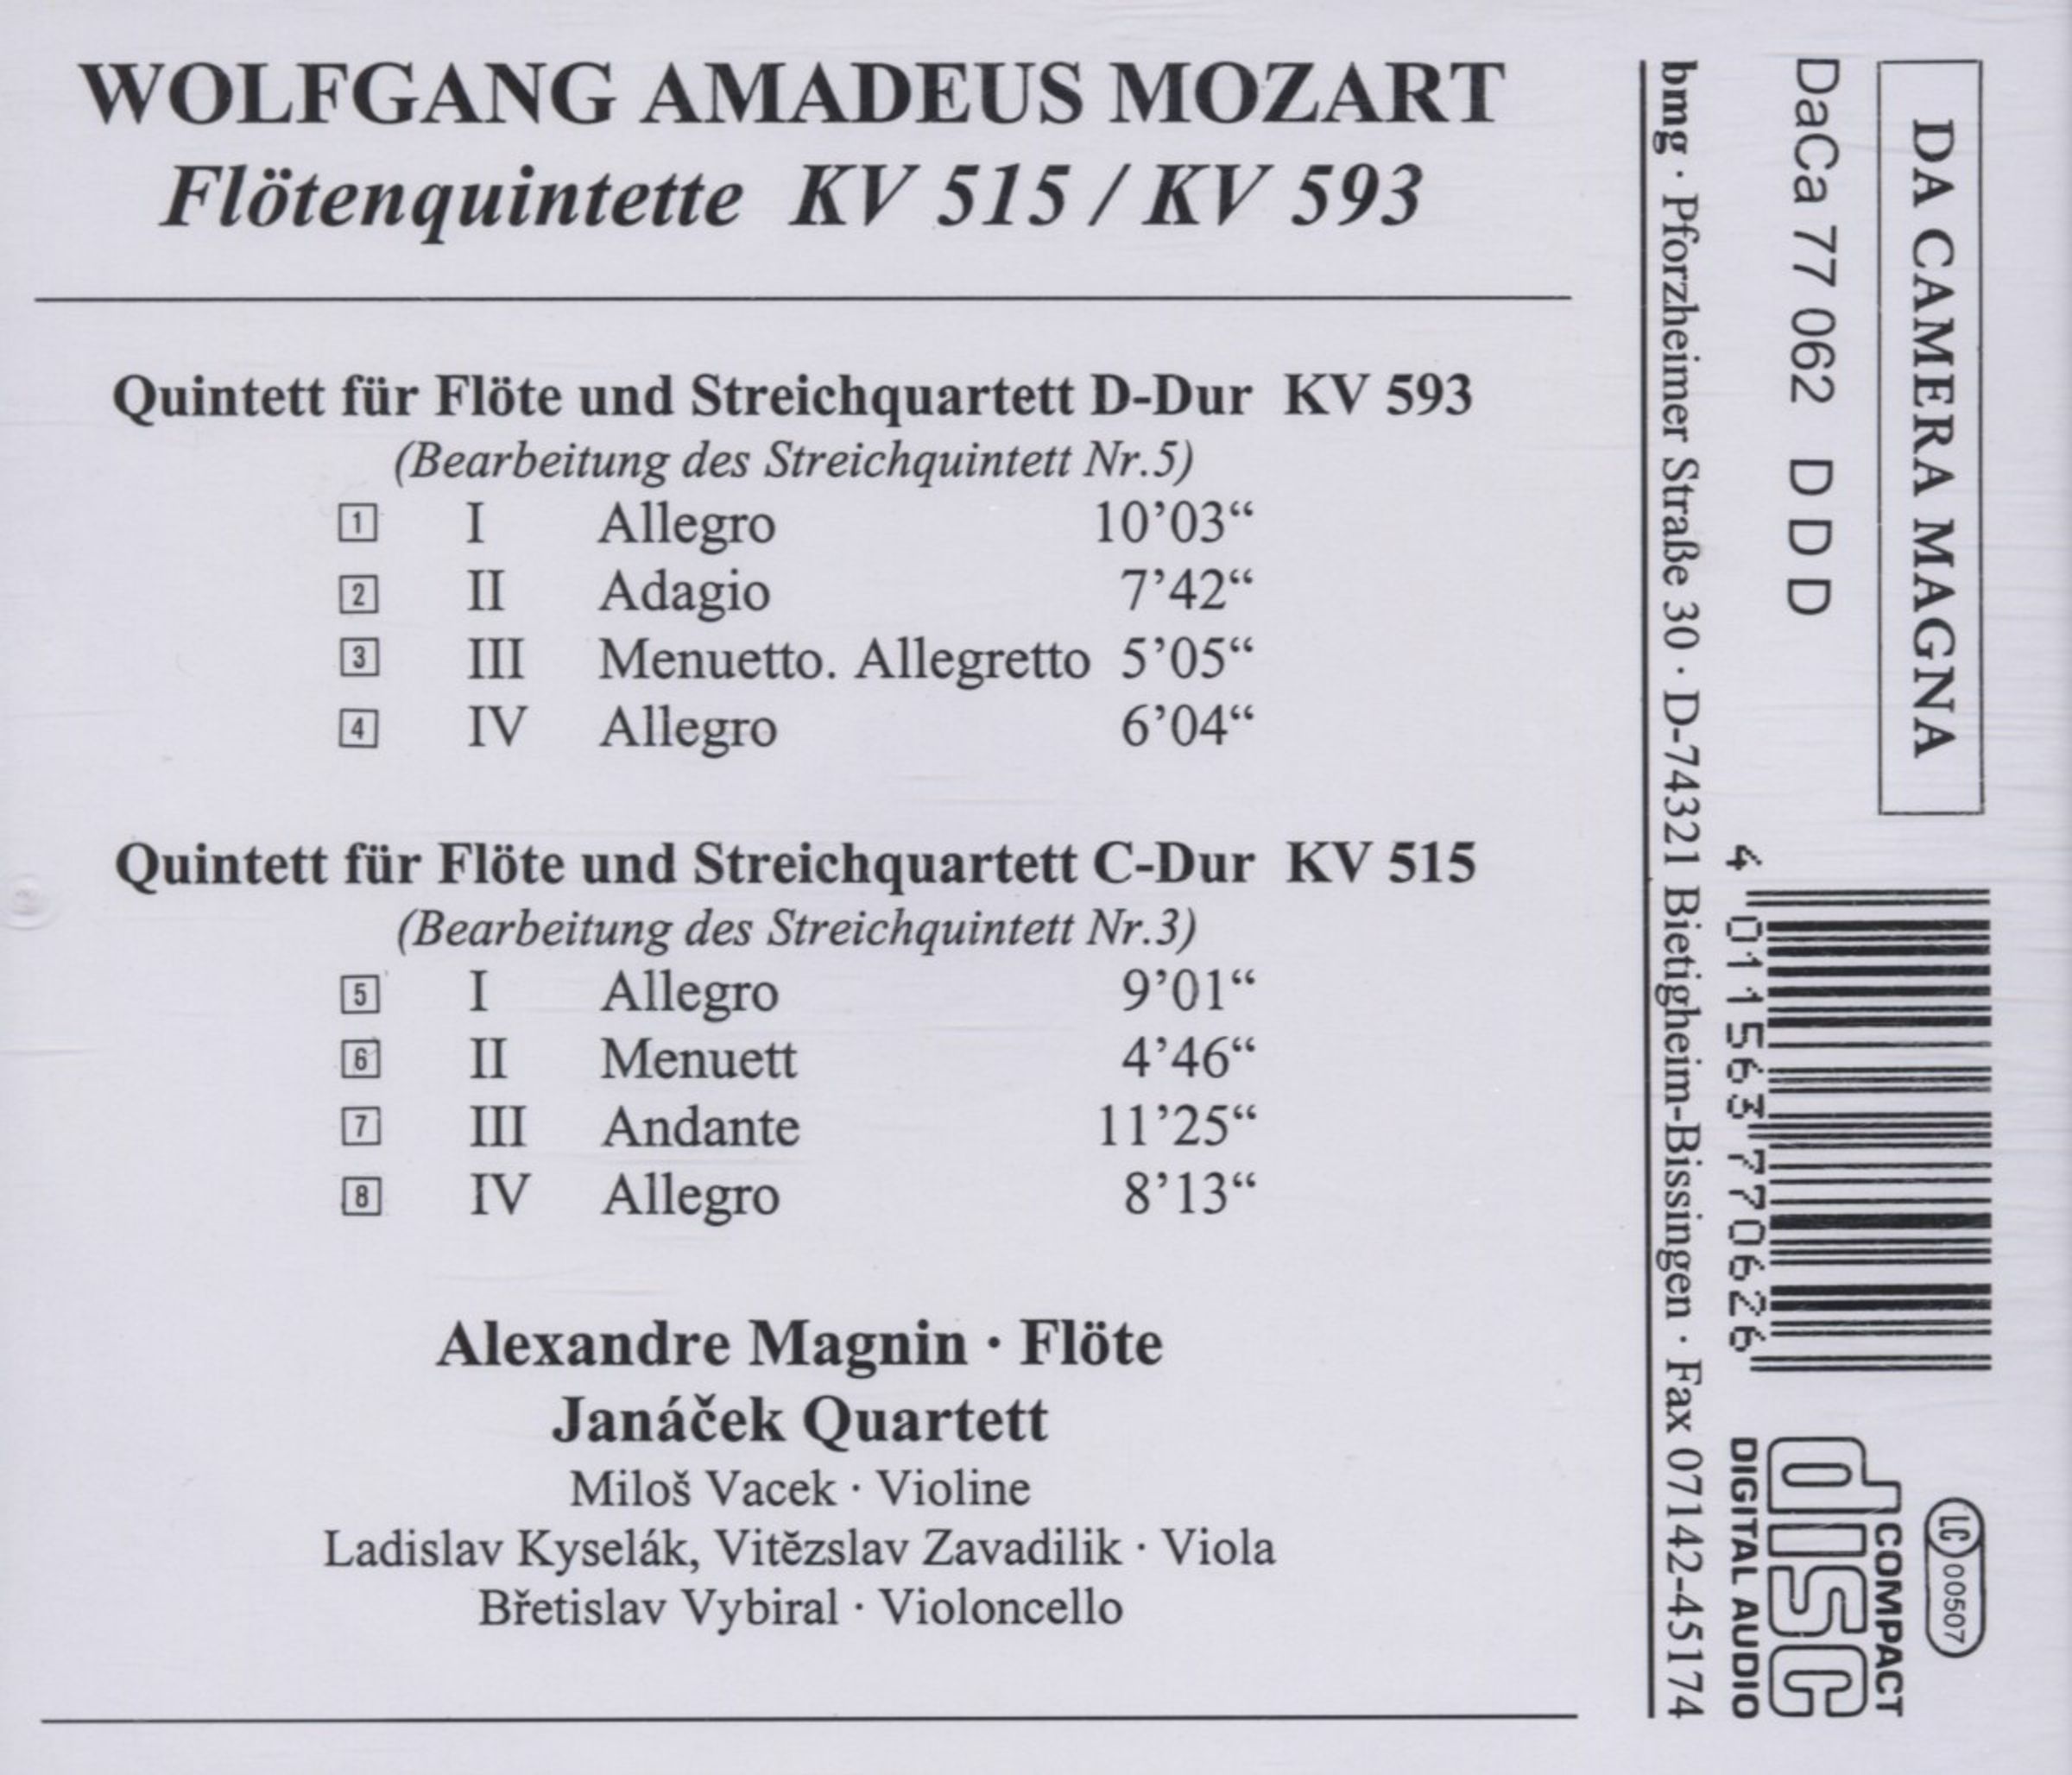 WOLFGANG AMADEUS MOZART
Flötenquintette KV 515 / KV 593
Quintett für Flöte und Streichquartett D-Dur KV 593
(Bearbeitung des Streichquintett Nr.5)
1 I Allegro 10’03“
2 II Adagio 7’42“
3 III Menuetto. Allegretto 5’05“
4 IV Allegro 6’04“
Quintett für Flöte und Streichquartett C-Dur KV 515
(Bearbeitung des Streichquintett Nr.3)
5 I Allegro 9’01“
6 II Menuett 4’46“
7 III Andante 11’25“
8 IV Allegro 8’13“
Alexandre Magnin · Flöte
Janáček Quartett
Miloš Vacek · Violine
Ladislav Kyselák, Vitězslav Zavadilik · Viola
Břetislav Vybiral · Violoncello
DA CAMERA MAGNA
DaCa 77 062 D D D
bmg · Pforzheimer Straße 30 · D-74321 Bietigheim-Bissingen · Fax 07142-45174
4 011563 770626
COMPACT
disc
DIGITAL AUDIO
LC 00507